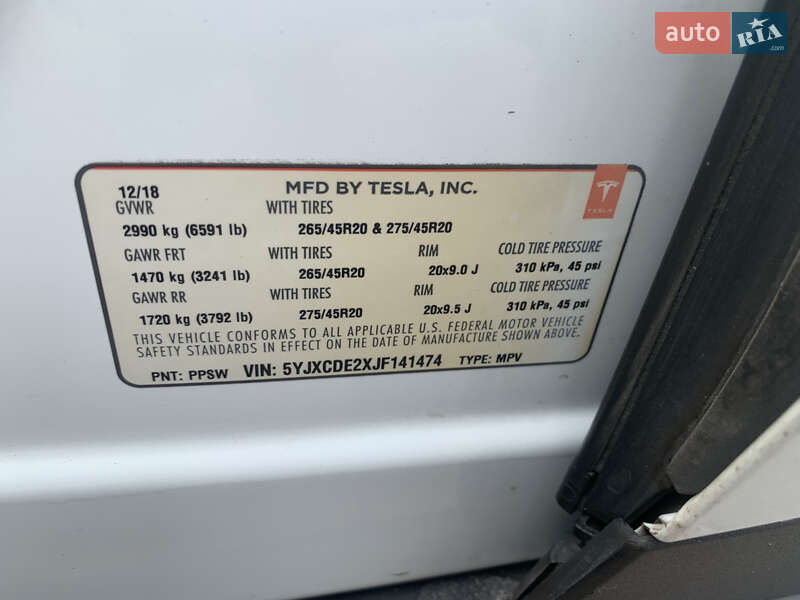 auto RIA .com
12/18 MFD BY TESLA, INC.
GVWR WITH TIRES
2990 kg (6591 lb) 265/45R20 & 275/45R20
TESLA
GAWR FRT WITH TIRES RIM COLD TIRE PRESSURE
1470 kg (3241 lb) 265/45R20 20x9.0 J 310 kPa, 45 psi
GAWR RR WITH TIRES RIM COLD TIRE PRESSURE
1720 kg (3792 lb) 275/45R20 20x9.5 J 310 kPa, 45 psi
THIS VEHICLE CONFORMS TO ALL APPLICABLE U.S. FEDERAL MOTOR VEHICLE
SAFETY STANDARDS IN EFFECT ON THE DATE OF MANUFACTURE SHOWN ABOVE.
PNT: PPSW VIN: 5YJXCDE2XJF141474 TYPE: MPV